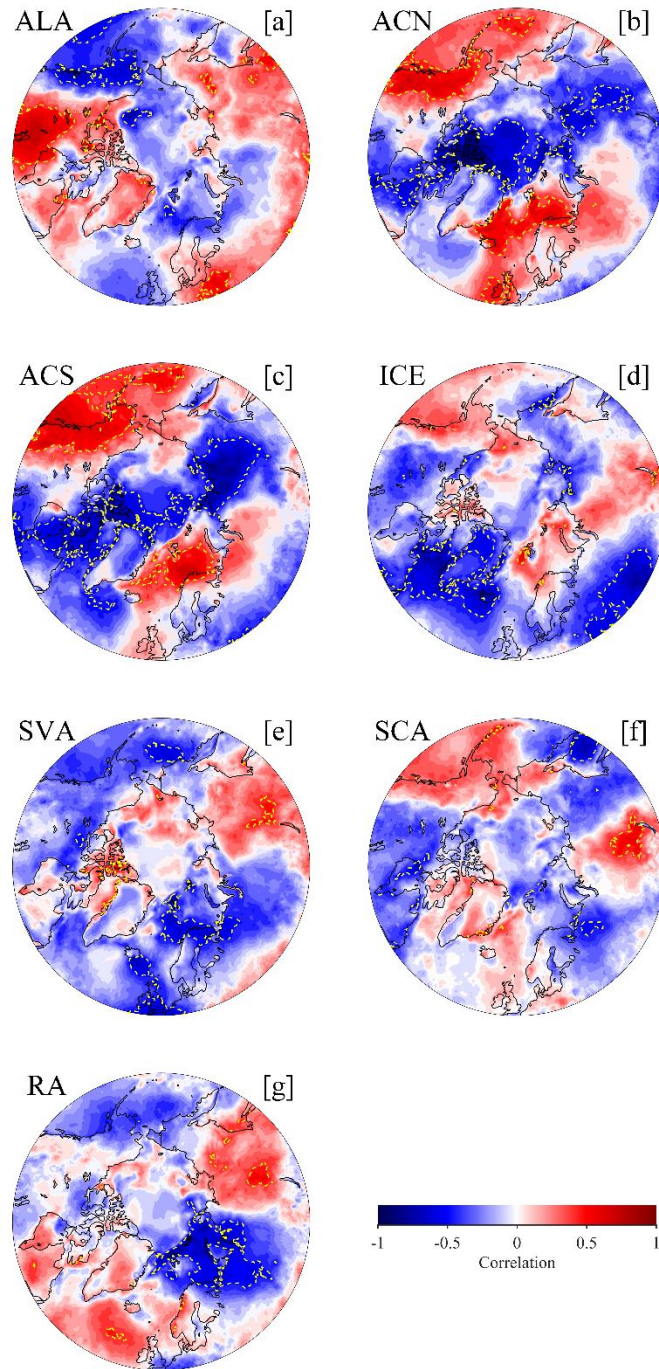 ALA [a]
ACN [b]
ACS [c]
ICE [d]
SVA [e]
SCA [f]
RA [g]
-1 -0.5 0 0.5 1
Correlation